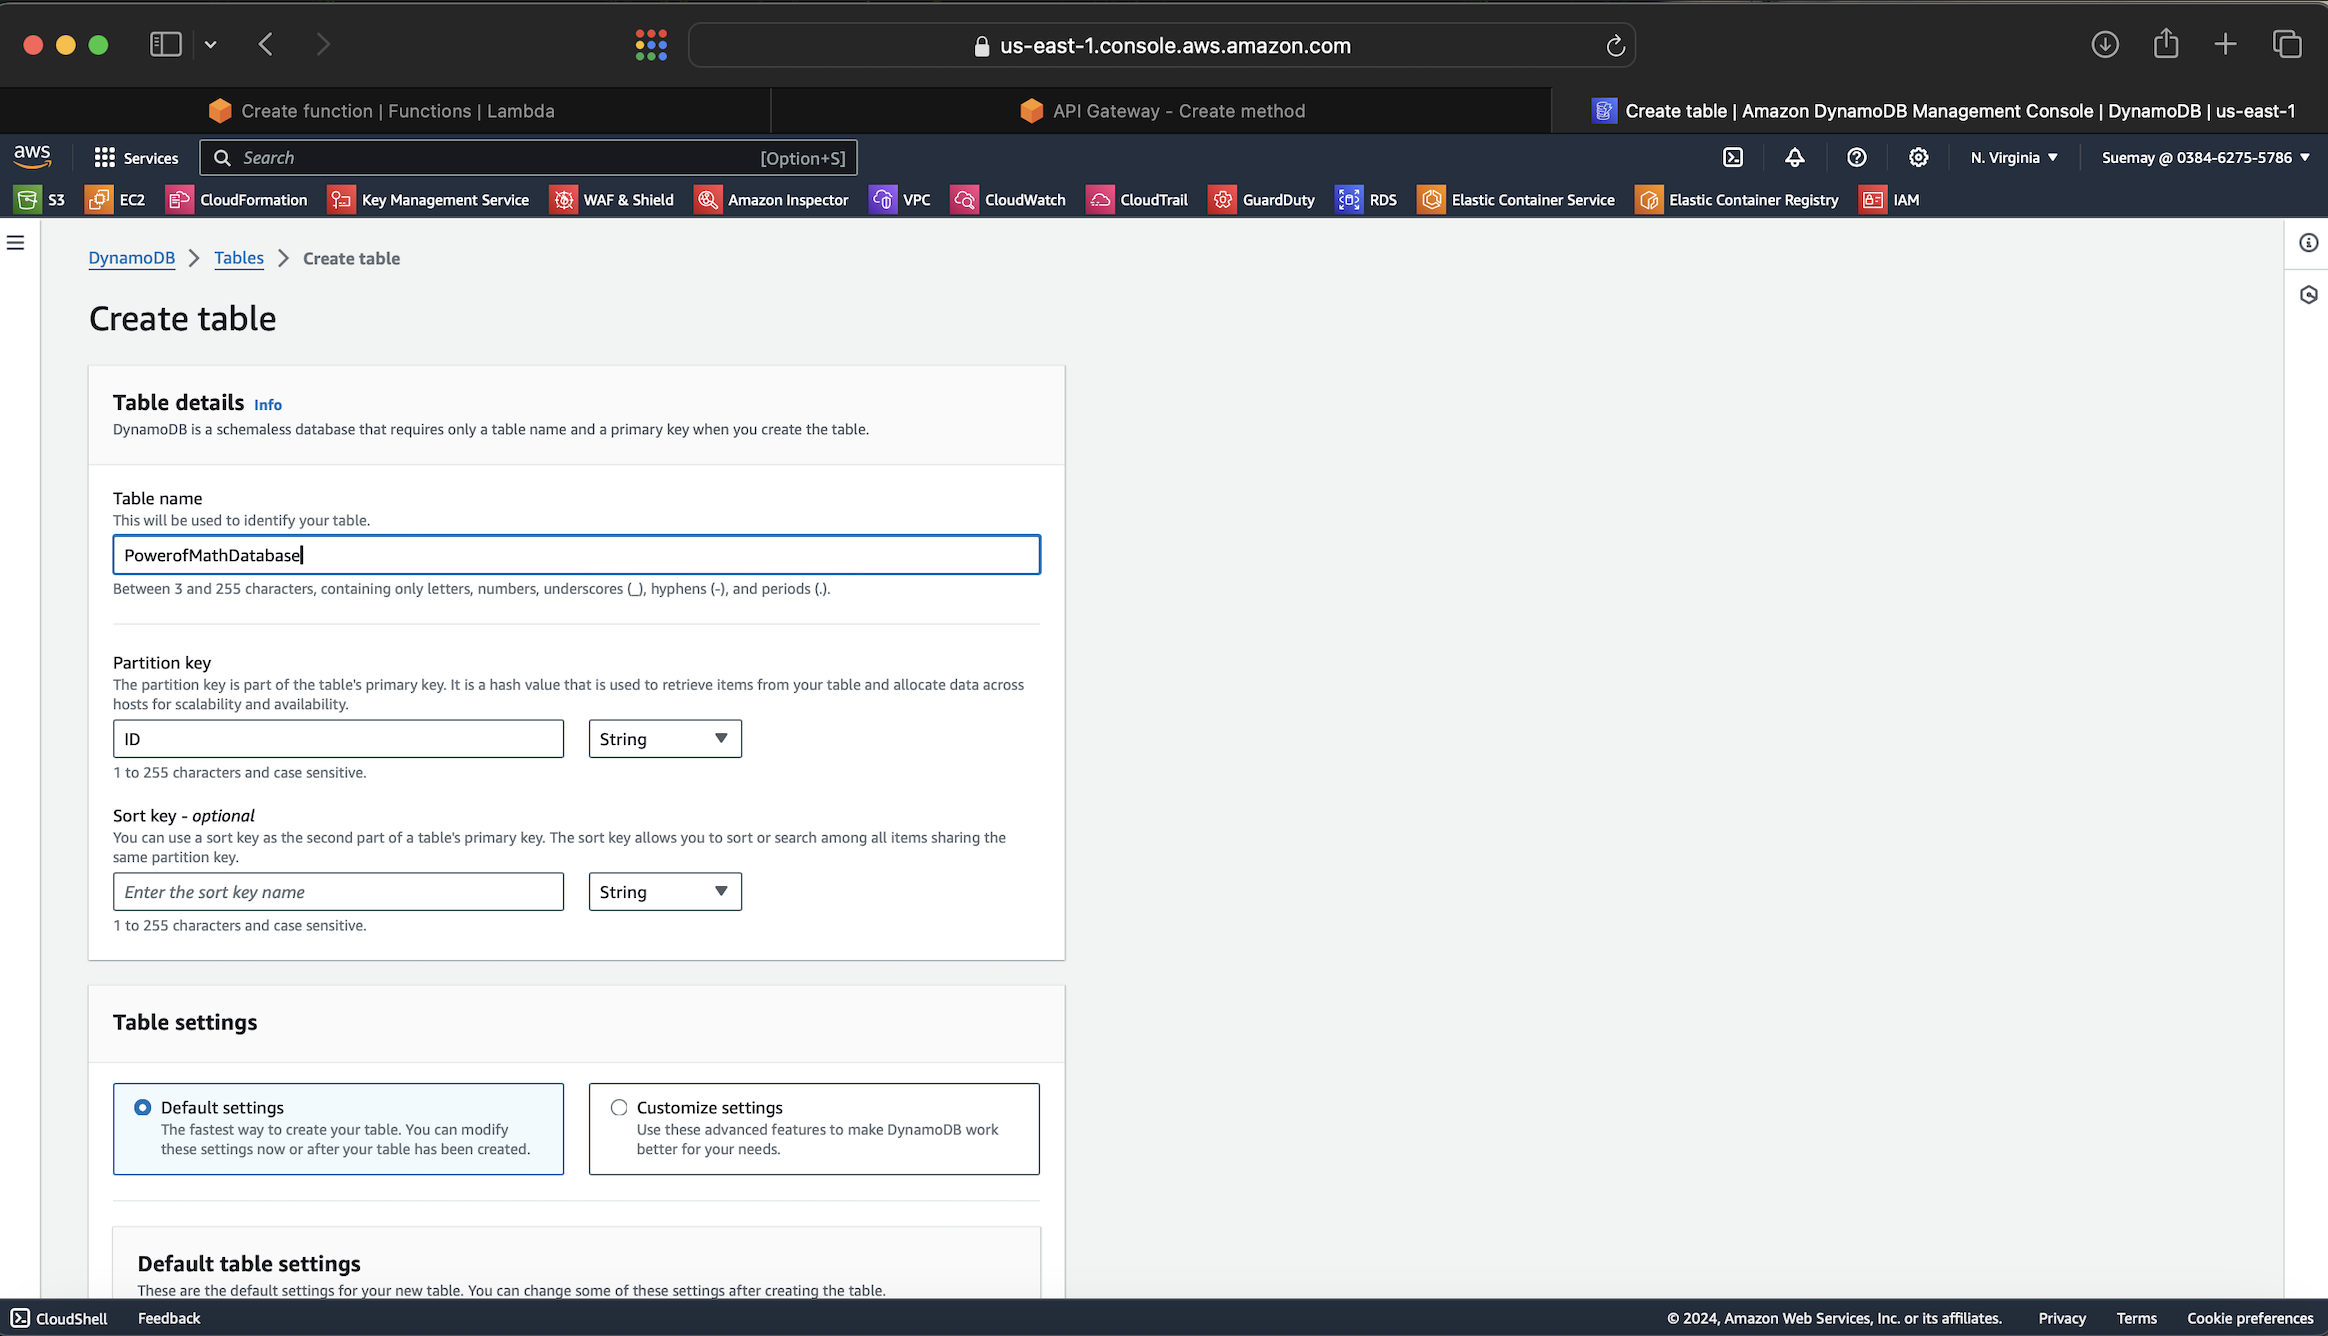 us-east-1.console.aws.amazon.com
Create function | Functions | Lambda
API Gateway - Create method
Create table | Amazon DynamoDB Management Console | DynamoDB | us-east-1
aws
Services
Search
[Option+S]
N. Virginia
Suemay @ 0384-6275-5786
S3
EC2
CloudFormation
Key Management Service
WAF & Shield
Amazon Inspector
VPC
CloudWatch
CloudTrail
GuardDuty
RDS
Elastic Container Service
Elastic Container Registry
IAM
DynamoDB
Tables
Create table
Create table
Table details Info
DynamoDB is a schemaless database that requires only a table name and a primary key when you create the table.
Table name
This will be used to identify your table.
PowerofMathDatabase
Between 3 and 255 characters, containing only letters, numbers, underscores (_), hyphens (-), and periods (.).
Partition key
The partition key is part of the table's primary key. It is a hash value that is used to retrieve items from your table and allocate data across
hosts for scalability and availability.
ID
String
1 to 255 characters and case sensitive.
Sort key - optional
You can use a sort key as the second part of a table's primary key. The sort key allows you to sort or search among all items sharing the
same partition key.
Enter the sort key name
String
1 to 255 characters and case sensitive.
Table settings
Default settings
The fastest way to create your table. You can modify
these settings now or after your table has been created.
Customize settings
Use these advanced features to make DynamoDB work
better for your needs.
Default table settings
These are the default settings for your new table. You can change some of these settings after creating the table.
CloudShell
Feedback
© 2024, Amazon Web Services, Inc. or its affiliates.
Privacy
Terms
Cookie preferences